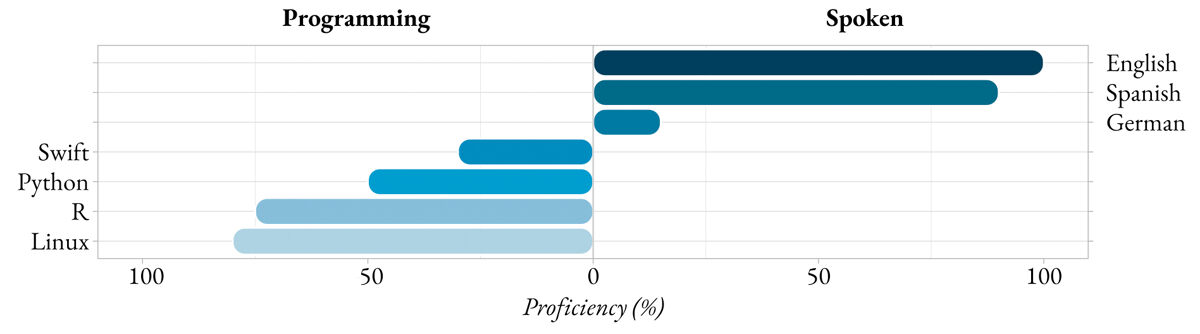 Programming Spoken
English
Spanish
German
Swift
Python
R
Linux
100 50 0 50 100
Proficiency (%)